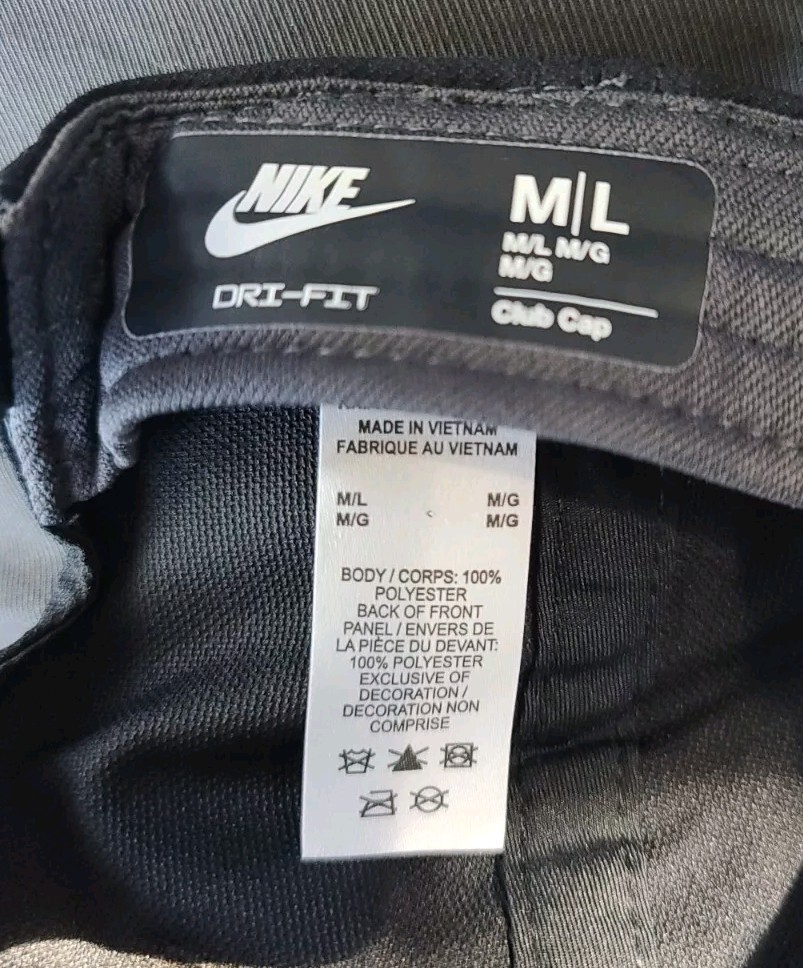 NIKE
DRI-FIT
M|L
M/L M/G
M/G
Club Cap
MADE IN VIETNAM
FABRIQUE AU VIETNAM
M/L M/G
M/G M/G
BODY / CORPS: 100%
POLYESTER
BACK OF FRONT
PANEL / ENVERS DE
LA PIÈCE DU DEVANT:
100% POLYESTER
EXCLUSIVE OF
DECORATION /
DECORATION NON
COMPRISE